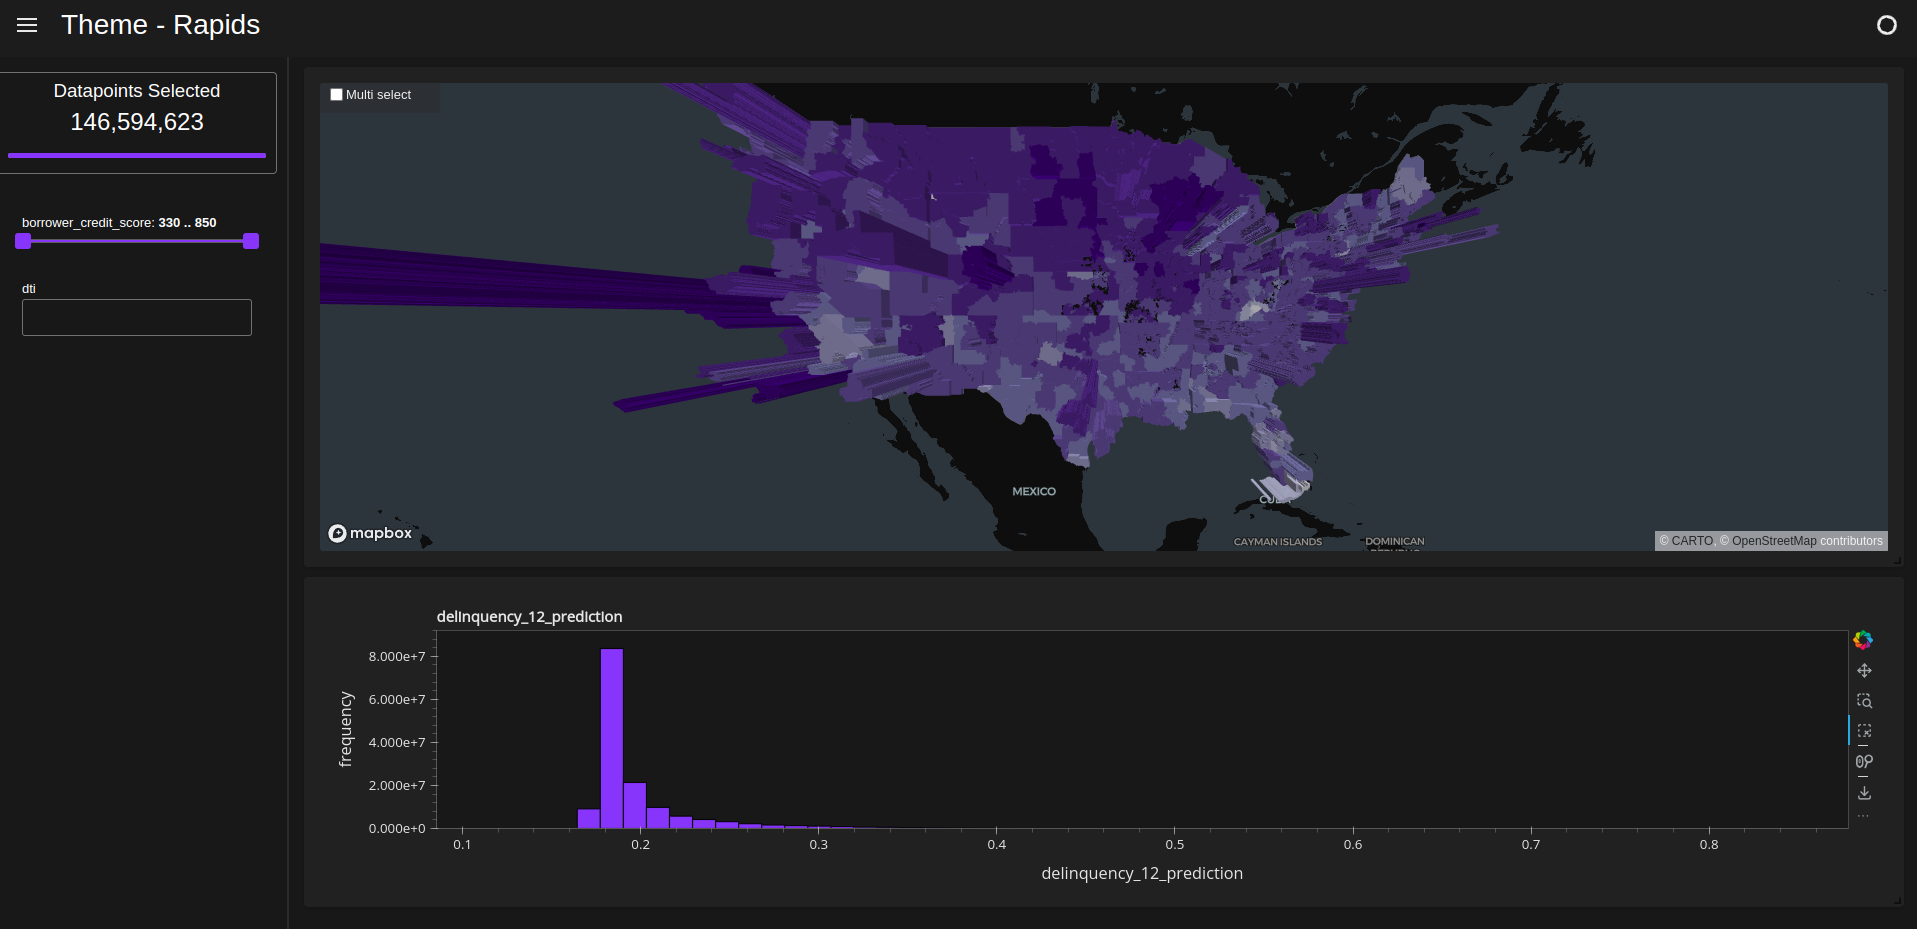 Theme - Rapids
Datapoints Selected
146,594,623
borrower_credit_score: 330 .. 850
dti
Multi select
MEXICO
CAYMAN ISLANDS
DOMINICAN
mapbox
© CARTO, © OpenStreetMap contributors
delinquency_12_prediction
frequency
8.000e+7
6.000e+7
4.000e+7
2.000e+7
0.000e+0
0.1 0.2 0.3 0.4 0.5 0.6 0.7 0.8
delinquency_12_prediction